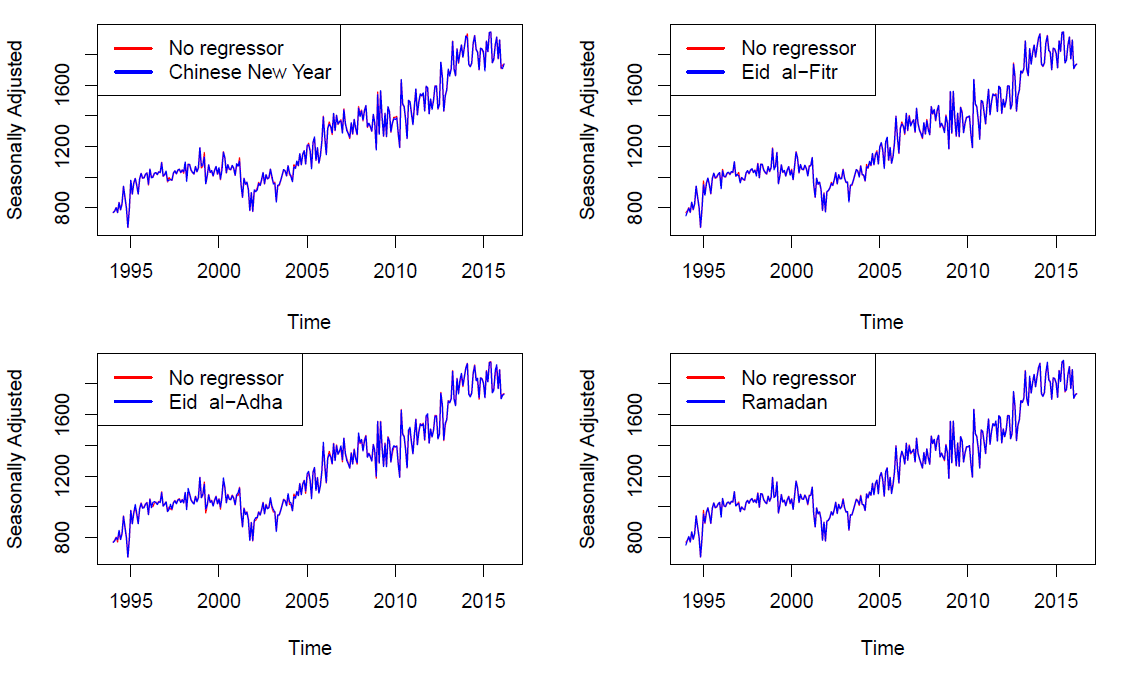 Seasonally Adjusted
800 1200 1600
No regressor
Chinese New Year
1995 2000 2005 2010 2015
Time
Seasonally Adjusted
800 1200 1600
No regressor
Eid al−Fitr
1995 2000 2005 2010 2015
Time
Seasonally Adjusted
800 1200 1600
No regressor
Eid al−Adha
1995 2000 2005 2010 2015
Time
Seasonally Adjusted
800 1200 1600
No regressor
Ramadan
1995 2000 2005 2010 2015
Time